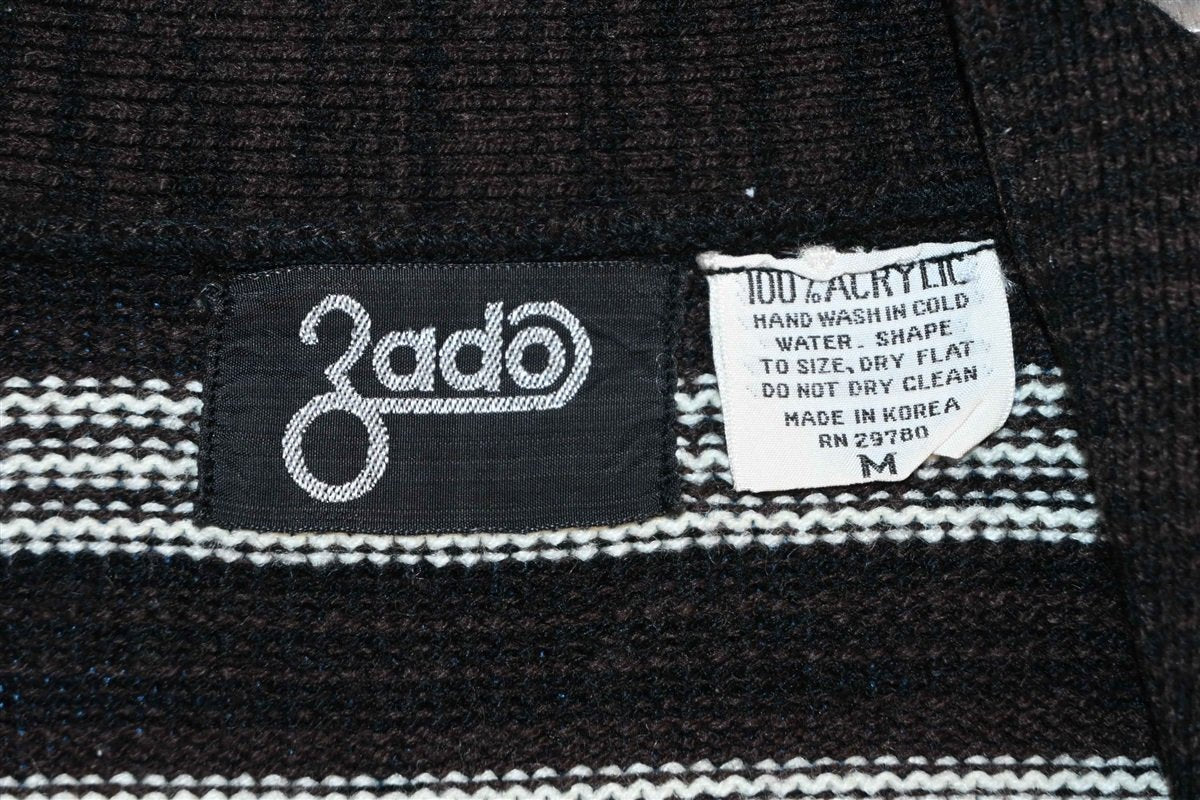 Zado
100% ACRYLIC
HAND WASH IN COLD
WATER. SHAPE
TO SIZE, DRY FLAT
DO NOT DRY CLEAN
MADE IN KOREA
RN 29780
M